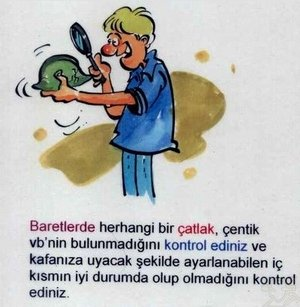 Baretlerde herhangi bir çatlak, çentik
vb'nin bulunmadığını kontrol ediniz ve
kafanıza uyacak şekilde ayarlanabilen iç
kısmın iyi durumda olup olmadığını kontrol
ediniz.